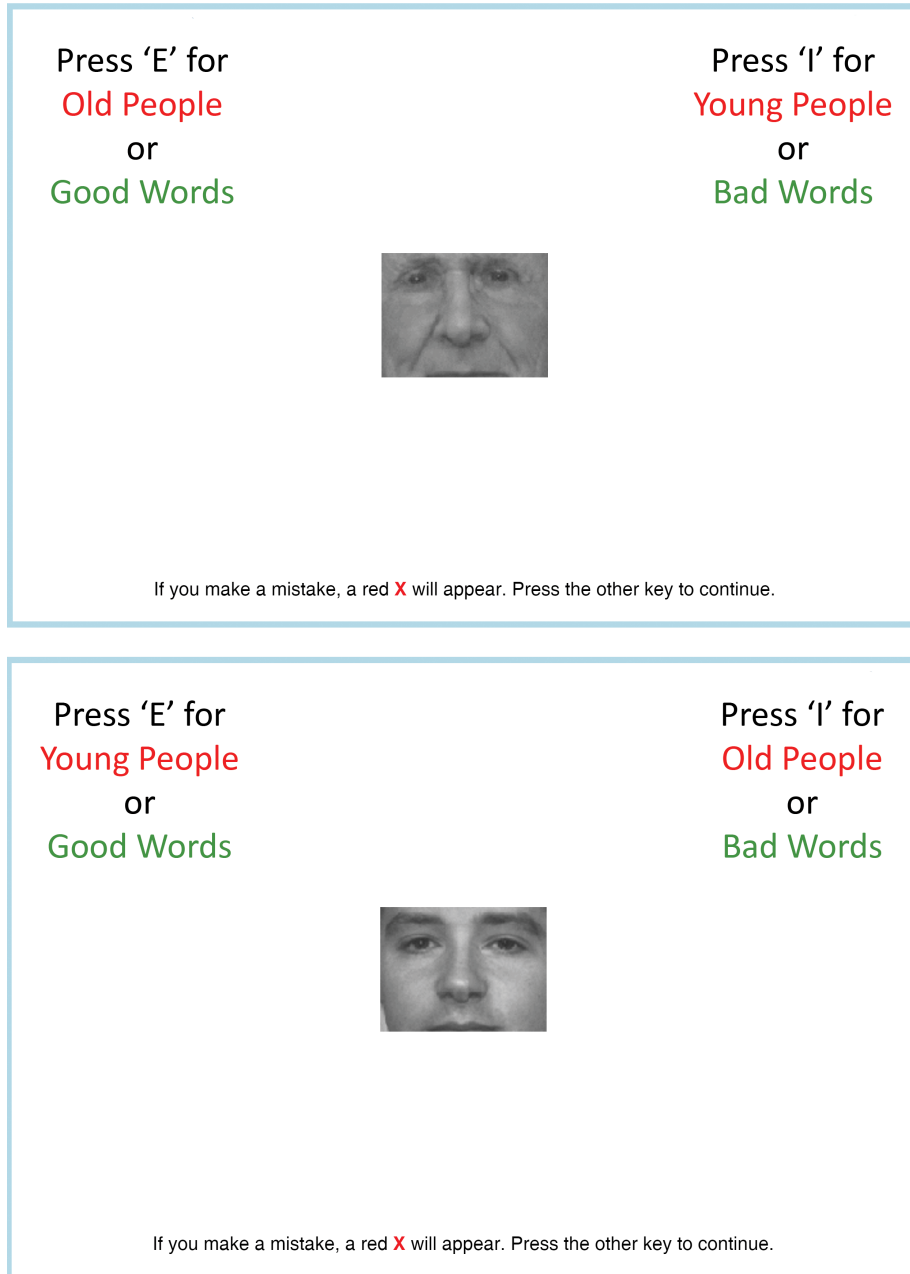 Press ‘E’ for
Old People
or
Good Words
Press ‘I’ for
Young People
or
Bad Words
If you make a mistake, a red X will appear. Press the other key to continue.
Press ‘E’ for
Young People
or
Good Words
Press ‘I’ for
Old People
or
Bad Words
If you make a mistake, a red X will appear. Press the other key to continue.